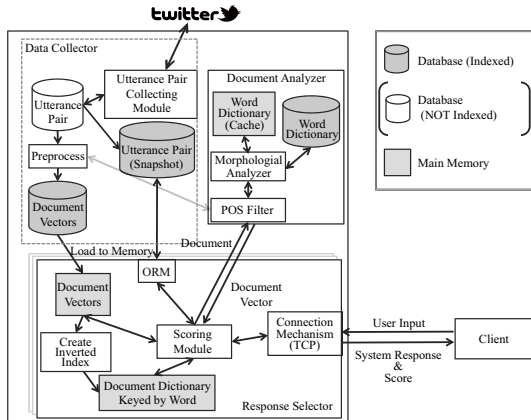 twitter
Data Collector
Utterance Pair
Collecting
Module
Utterance
Pair
Preprocess
Utterance Pair
(Snapshot)
Document
Vectors
Document Analyzer
Word
Dictionary
(Cache)
Word
Dictionary
Morphological
Analyzer
POS Filter
Database (Indexed)
Database
(NOT Indexed)
Main Memory
Load to Memory
Document
ORM
Document
Vectors
Document
Vector
Create
Inverted
Index
Scoring
Module
Connection
Mechanism
(TCP)
User Input
Client
System Response
&
Score
Document Dictionary
Keyed by Word
Response Selector